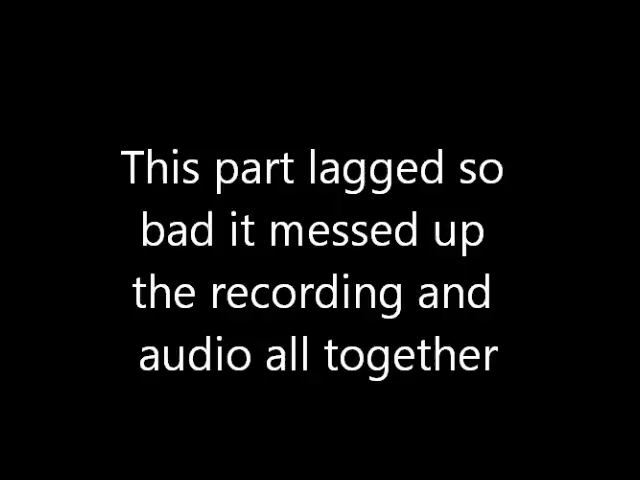 This part lagged so
bad it messed up
the recording and
audio all together